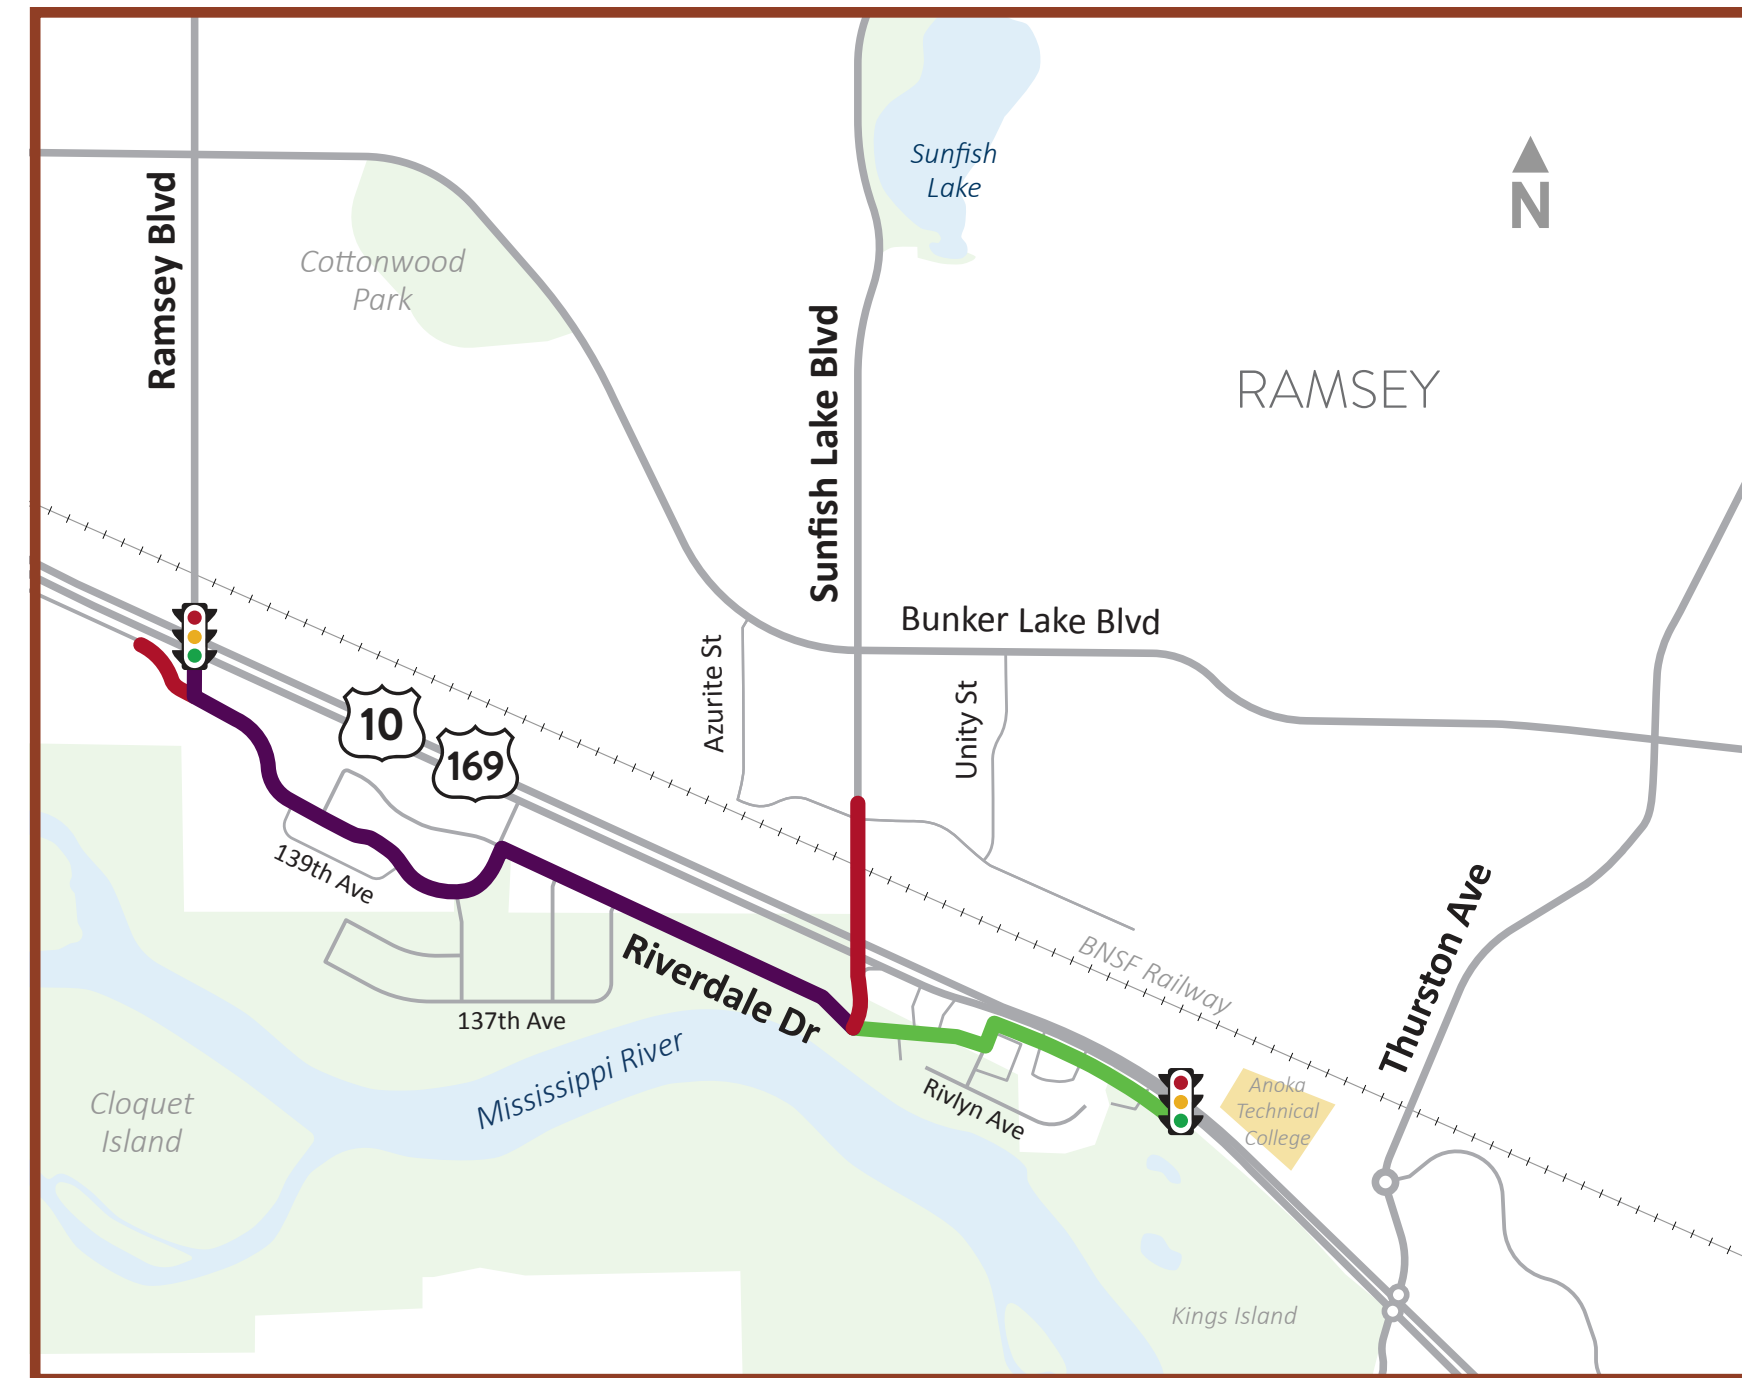 Sunfish
Lake
N
Ramsey Blvd
Cottonwood
Park
Sunfish Lake Blvd
RAMSEY
Bunker Lake Blvd
Azurite St
Unity St
10
169
139th Ave
Riverdale Dr
BNSF Railway
Thurston Ave
137th Ave
Mississippi River
Rivlyn Ave
Cloquet
Island
Anoka
Technical
College
Kings Island